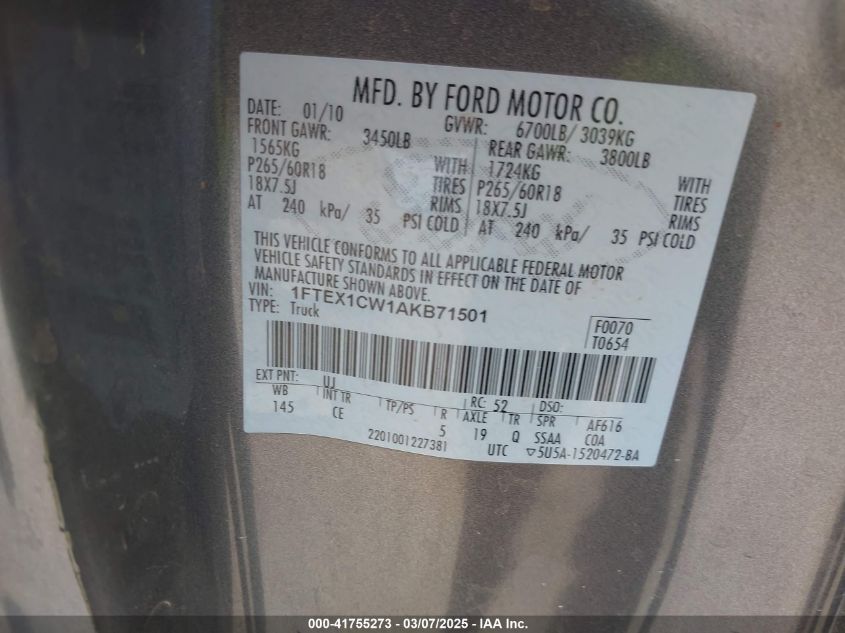 MFD. BY FORD MOTOR CO.
DATE: 01/10 GVWR: 6700LB/ 3039KG
FRONT GAWR: 3450LB REAR GAWR: 3800LB
1565KG WITH 1724KG WITH
P265/60R18 TIRES P265/60R18 TIRES
18X7.5J RIMS 18X7.5J RIMS
AT 240 kPa/ 35 PSI COLD AT 240 kPa/ 35 PSI COLD
THIS VEHICLE CONFORMS TO ALL APPLICABLE FEDERAL MOTOR
VEHICLE SAFETY STANDARDS IN EFFECT ON THE DATE OF
MANUFACTURE SHOWN ABOVE.
VIN: 1FTEX1CW1AKB71501
TYPE: Truck
F0070
T0654
EXT PNT: UJ RC: 52 DSO:
WB INT TR TP/PS R AXLE TR SPR AF616
145 CE 5 19 Q SSAA COA
2201001227381 UTC ▽5U5A-1520472-BA
000-41755273 - 03/07/2025 - IAA Inc.